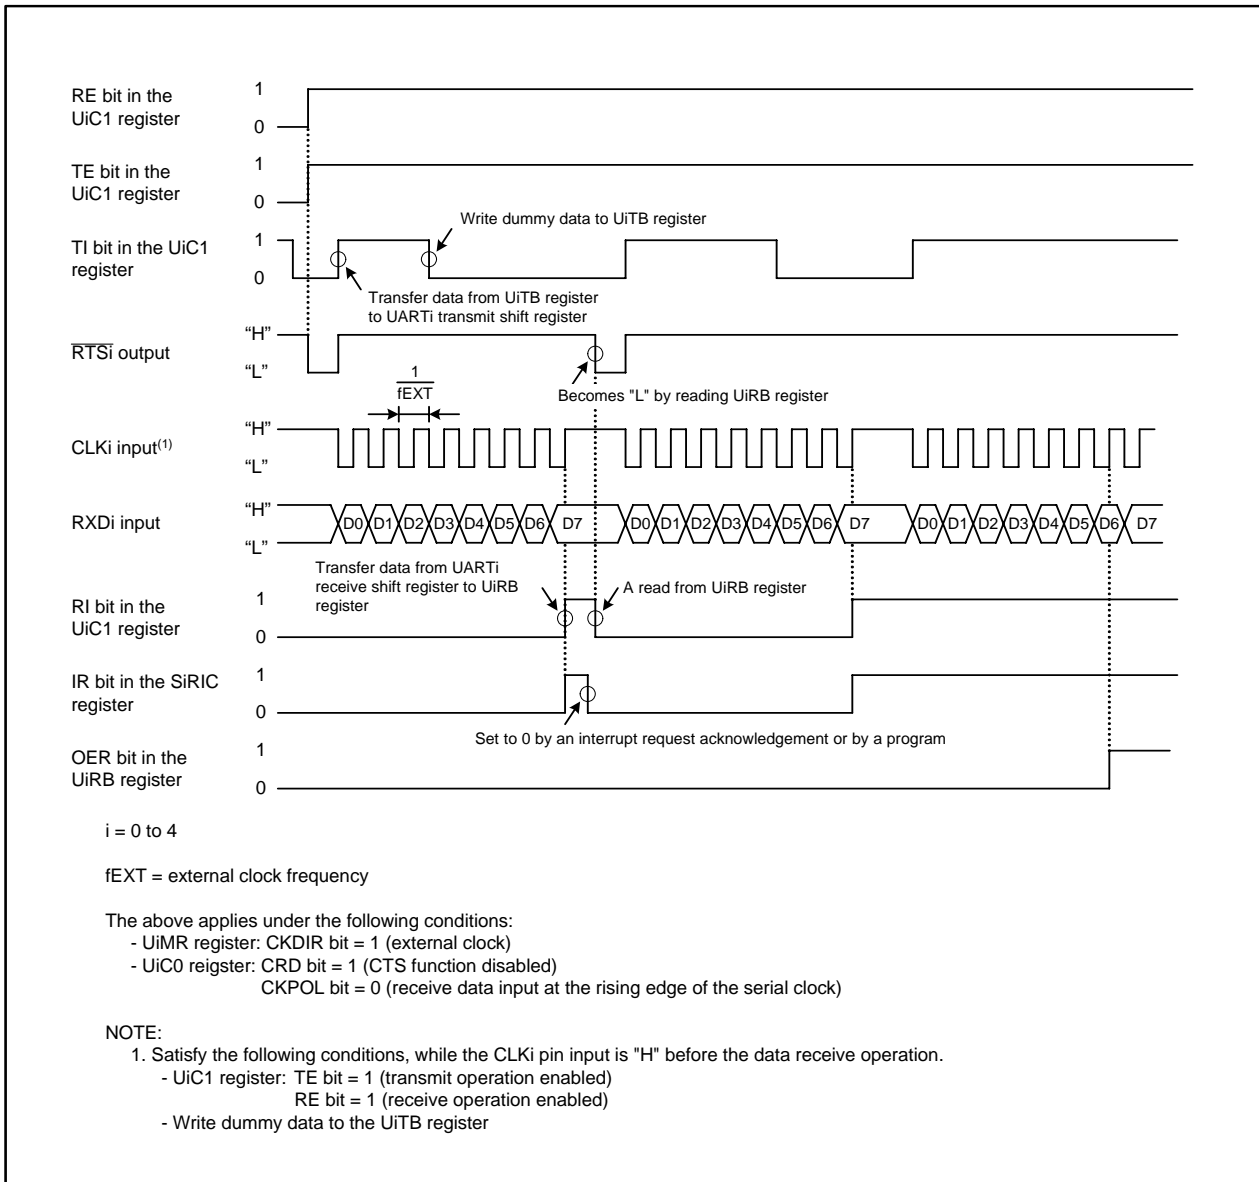 RE bit in the
UiC1 register
1
0
TE bit in the
UiC1 register
1
0
Write dummy data to UiTB register
TI bit in the UiC1
register
1
0
Transfer data from UiTB register
to UARTi transmit shift register
RTSi output
“H”
“L”
1
fEXT
Becomes "L" by reading UiRB register
CLKi input(1)
“H”
“L”
RXDi input
“H”
“L”
D0 D1 D2 D3 D4 D5 D6 D7 D0 D1 D2 D3 D4 D5 D6 D7 D0 D1 D2 D3 D4 D5 D6 D7
Transfer data from UARTi
receive shift register to UiRB
register
A read from UiRB register
RI bit in the
UiC1 register
1
0
IR bit in the SiRIC
register
1
0
Set to 0 by an interrupt request acknowledgement or by a program
OER bit in the
UiRB register
1
0
i = 0 to 4
fEXT = external clock frequency
The above applies under the following conditions:
- UiMR register: CKDIR bit = 1 (external clock)
- UiC0 reigster: CRD bit = 1 (CTS function disabled)
CKPOL bit = 0 (receive data input at the rising edge of the serial clock)
NOTE:
1. Satisfy the following conditions, while the CLKi pin input is "H" before the data receive operation.
- UiC1 register: TE bit = 1 (transmit operation enabled)
RE bit = 1 (receive operation enabled)
- Write dummy data to the UiTB register